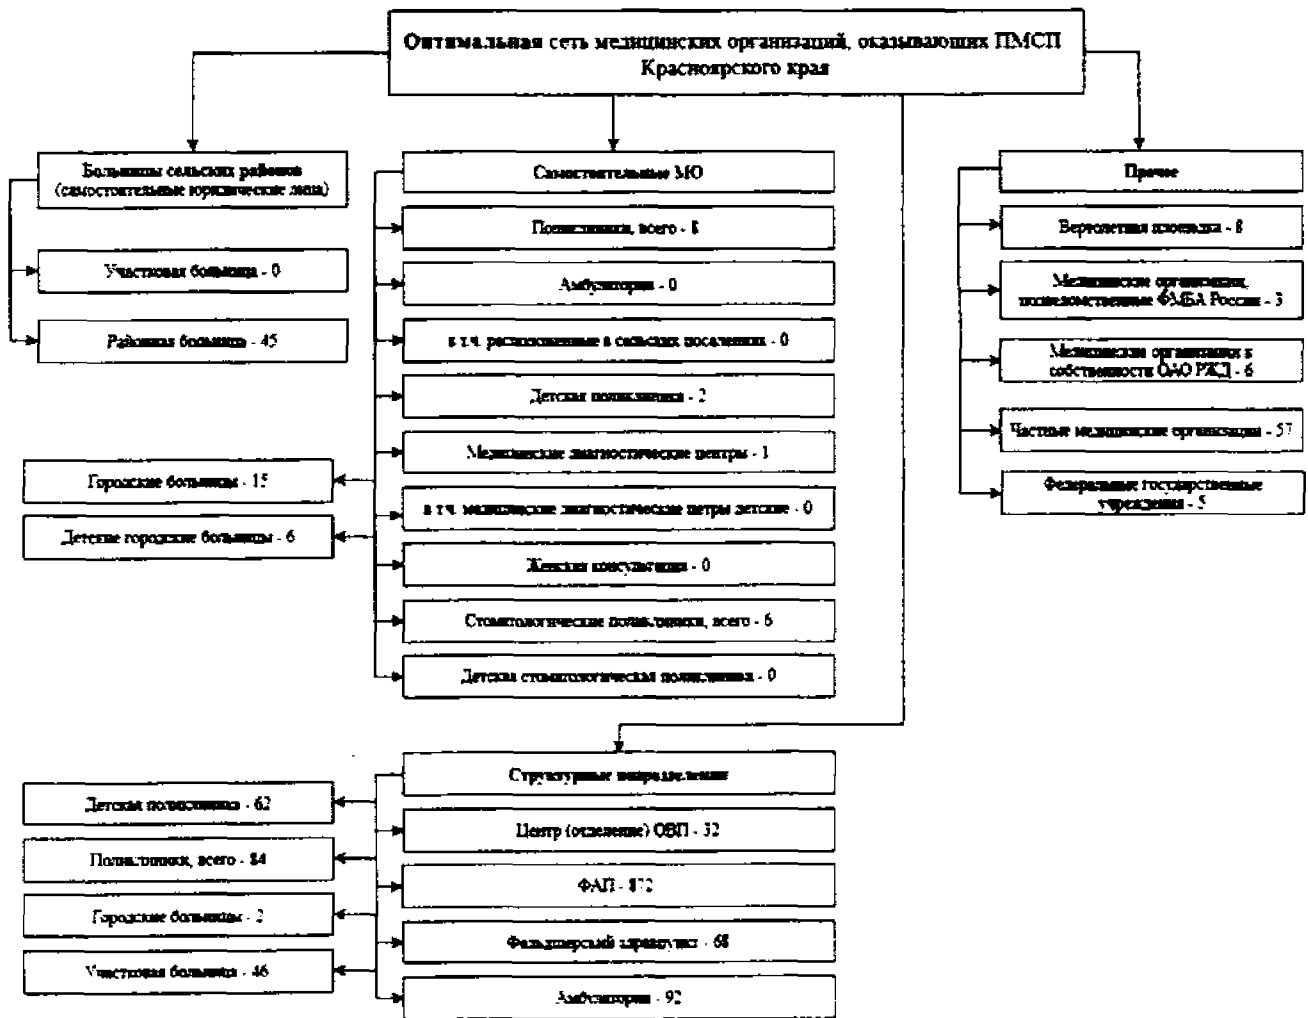 Оптимальная сеть медицинских организаций, оказывающих ПМСП
Красноярского края
Больницы сельских районов
(самостоятельные юридические лица)
Участковая больница - 0
Районная больница - 45
Городские больницы - 15
Детские городские больницы - 6
Самостоятельные МО
Поликлиники, всего - 8
Амбулатории - 0
в т.ч. расположенные в сельских поселениях - 0
Детская поликлиника - 2
Медицинские диагностические центры - 1
в т.ч. медицинские диагностические цетры детские - 0
Женская консультация - 0
Стоматологические поликлиники, всего - 6
Детская стоматологическая поликлиника - 0
Прочее
Вертолетная площадка - 8
Медицинские организации,
подведомственные ФМБА России - 3
Медицинские организации в
собственности ОАО РЖД - 6
Частные медицинские организации - 57
Федеральные государственные
учреждения - 5
Структурные подразделения
Детская поликлиника - 62
Поликлиники, всего - 84
Городские больницы - 2
Участковая больница - 46
Центр (отделение) ОВП - 32
ФАП - 872
Фельдшерский здравпункт - 68
Амбулатории - 92